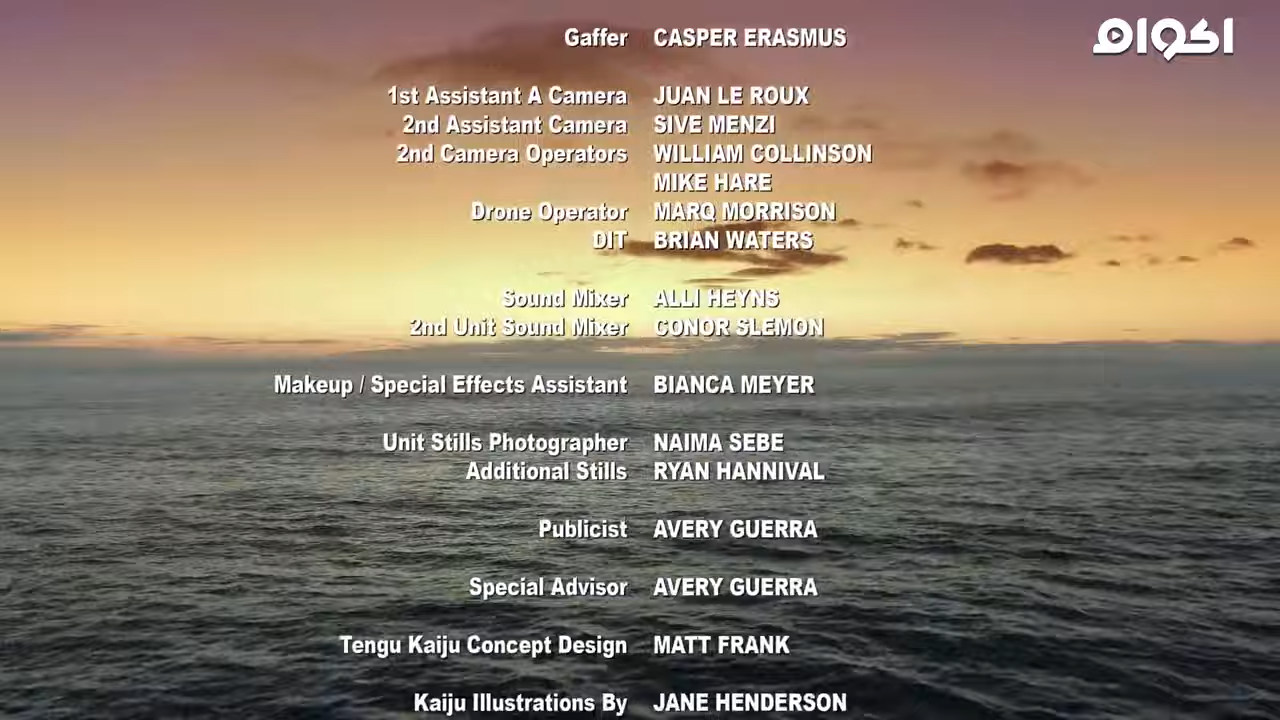 اكوام
Gaffer CASPER ERASMUS
1st Assistant A Camera JUAN LE ROUX
2nd Assistant Camera SIVE MENZI
2nd Camera Operators WILLIAM COLLINSON
MIKE HARE
Drone Operator MARQ MORRISON
DIT BRIAN WATERS
Sound Mixer ALLI HEYNS
2nd Unit Sound Mixer CONOR SLEMON
Makeup / Special Effects Assistant BIANCA MEYER
Unit Stills Photographer NAIMA SEBE
Additional Stills RYAN HANNIVAL
Publicist AVERY GUERRA
Special Advisor AVERY GUERRA
Tengu Kaiju Concept Design MATT FRANK
Kaiju Illustrations By JANE HENDERSON